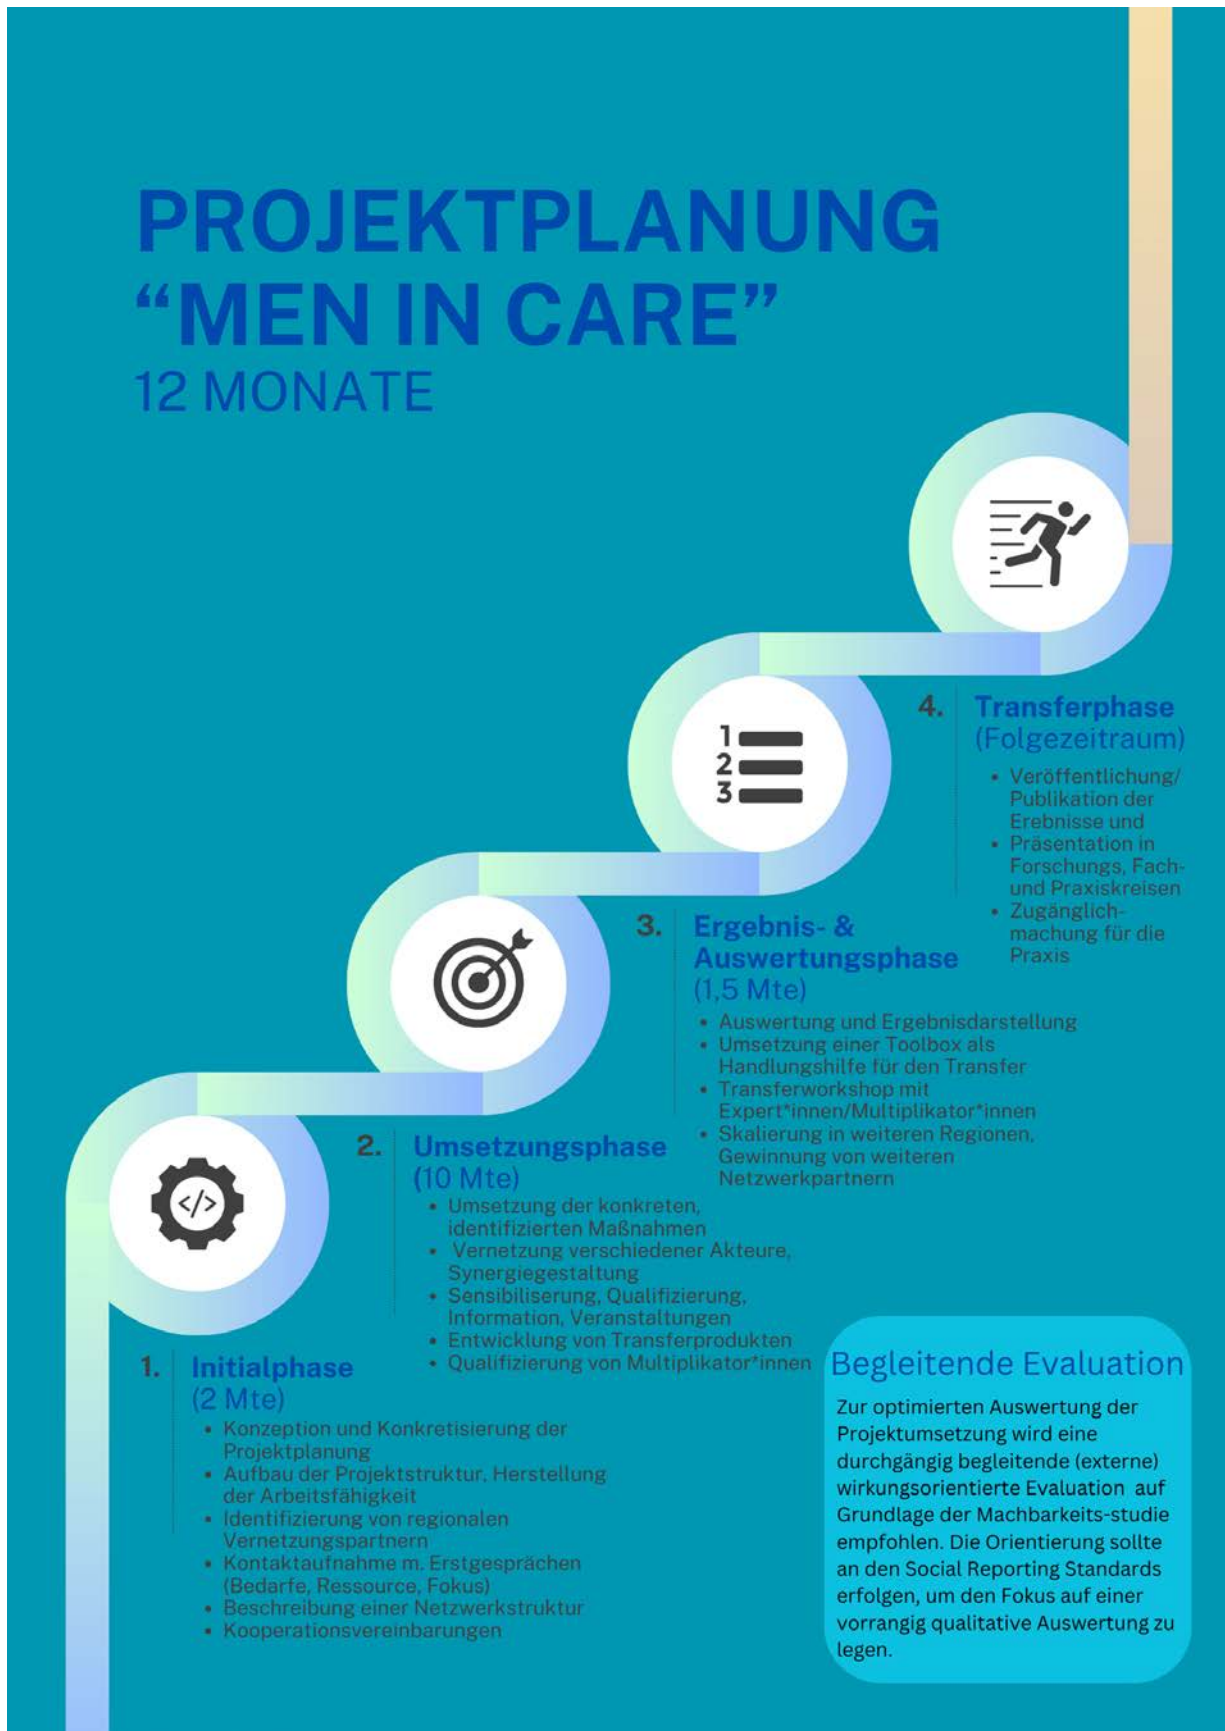 PROJEKTPLANUNG
“MEN IN CARE”
12 MONATE
1
2
3
4. Transferphase
(Folgezeitraum)
• Veröffentlichung/
Publikation der
Erebnisse und
• Präsentation in
Forschungs, Fach-
und Praxiskreisen
• Zugänglich-
machung für die
Praxis
3. Ergebnis- &
Auswertungsphase
(1,5 Mte)
• Auswertung und Ergebnisdarstellung
• Umsetzung einer Toolbox als
Handlungshilfe für den Transfer
• Transferworkshop mit
Expert*innen/Multiplikator*innen
• Skalierung in weiteren Regionen,
Gewinnung von weiteren
Netzwerkpartnern
</>
2. Umsetzungsphase
(10 Mte)
• Umsetzung der konkreten,
identifizierten Maßnahmen
• Vernetzung verschiedener Akteure,
Synergiegestaltung
• Sensibiliserung, Qualifizierung,
Information, Veranstaltungen
• Entwicklung von Transferprodukten
• Qualifizierung von Multiplikator*innen
1. Initialphase
(2 Mte)
• Konzeption und Konkretisierung der
Projektplanung
• Aufbau der Projektstruktur, Herstellung
der Arbeitsfähigkeit
• Identifizierung von regionalen
Vernetzungspartnern
• Kontaktaufnahme m. Erstgesprächen
(Bedarfe, Ressource, Fokus)
• Beschreibung einer Netzwerkstruktur
• Kooperationsvereinbarungen
Begleitende Evaluation
Zur optimierten Auswertung der
Projektumsetzung wird eine
durchgängig begleitende (externe)
wirkungsorientierte Evaluation auf
Grundlage der Machbarkeits-studie
empfohlen. Die Orientierung sollte
an den Social Reporting Standards
erfolgen, um den Fokus auf einer
vorrangig qualitative Auswertung zu
legen.